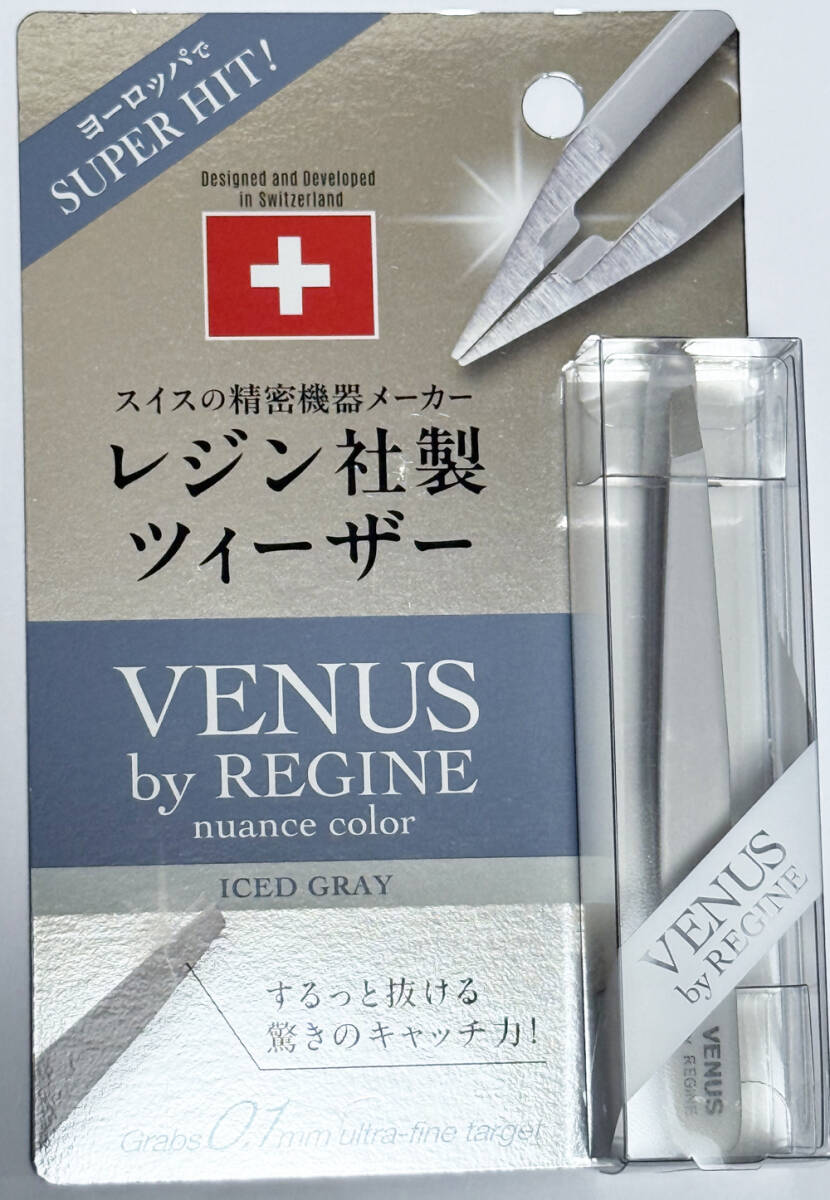 ヨーロッパで
SUPER HIT!
Designed and Developed
in Switzerland
スイスの精密機器メーカー
レジン社製
ツィーザー
VENUS
by REGINE
nuance color
ICED GRAY
するっと抜ける
驚きのキャッチ力!
Grabs 0.1mm ultra-fine target
VENUS
by REGINE
VENUS
BY REGINE